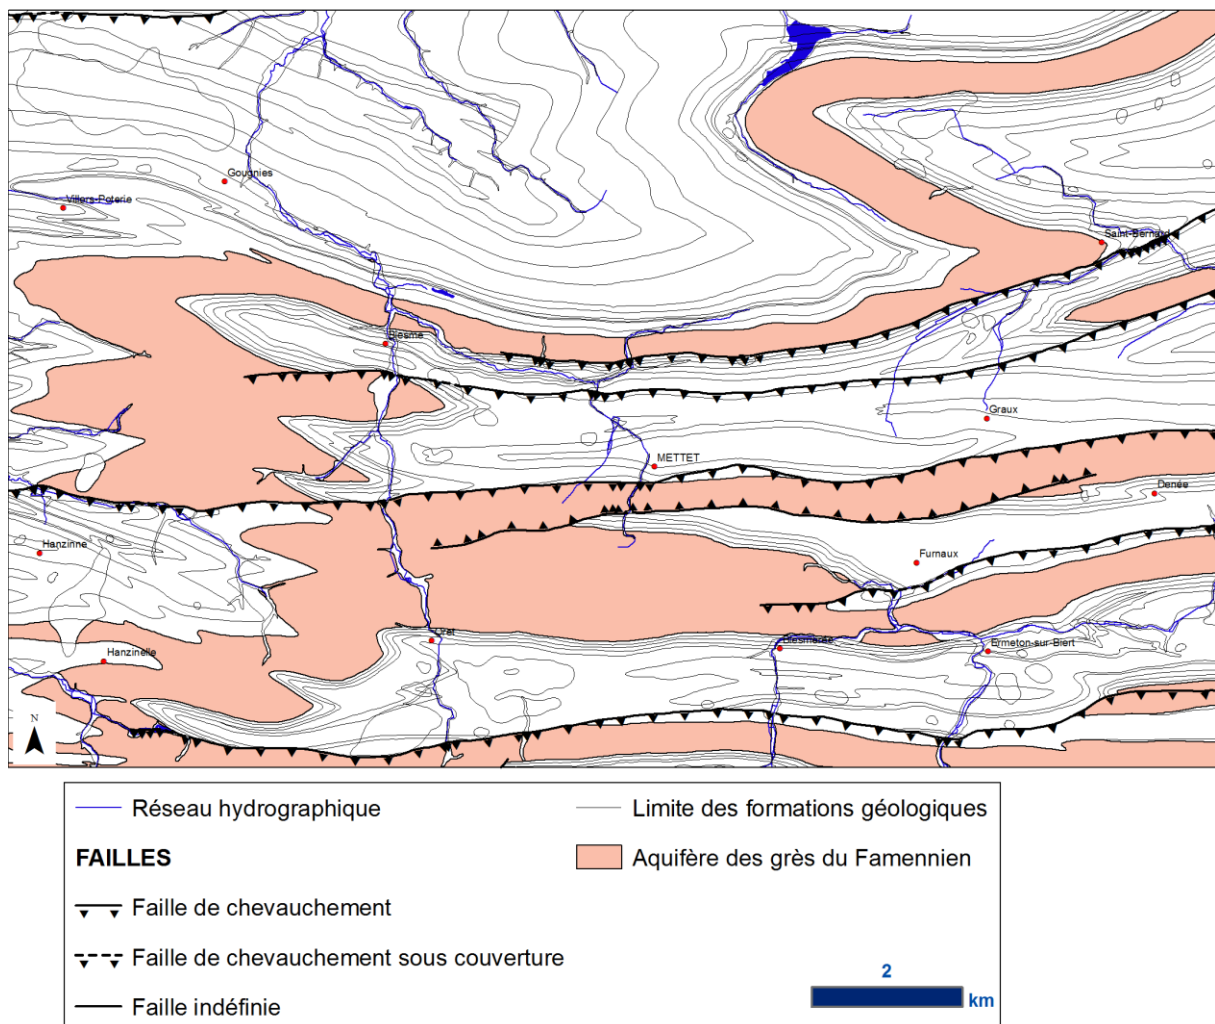 Gougnies
Villers-Poterie
Saint-Bernard
Biesme
Graux
METTET
Denée
Hanzinne
Furnaux
Oret
Biesmerée
Ermeton-sur-Biert
Hanzinelle
N
Réseau hydrographique
Limite des formations géologiques
FAILLES
Aquifère des grès du Famennien
Faille de chevauchement
Faille de chevauchement sous couverture
2
km
Faille indéfinie